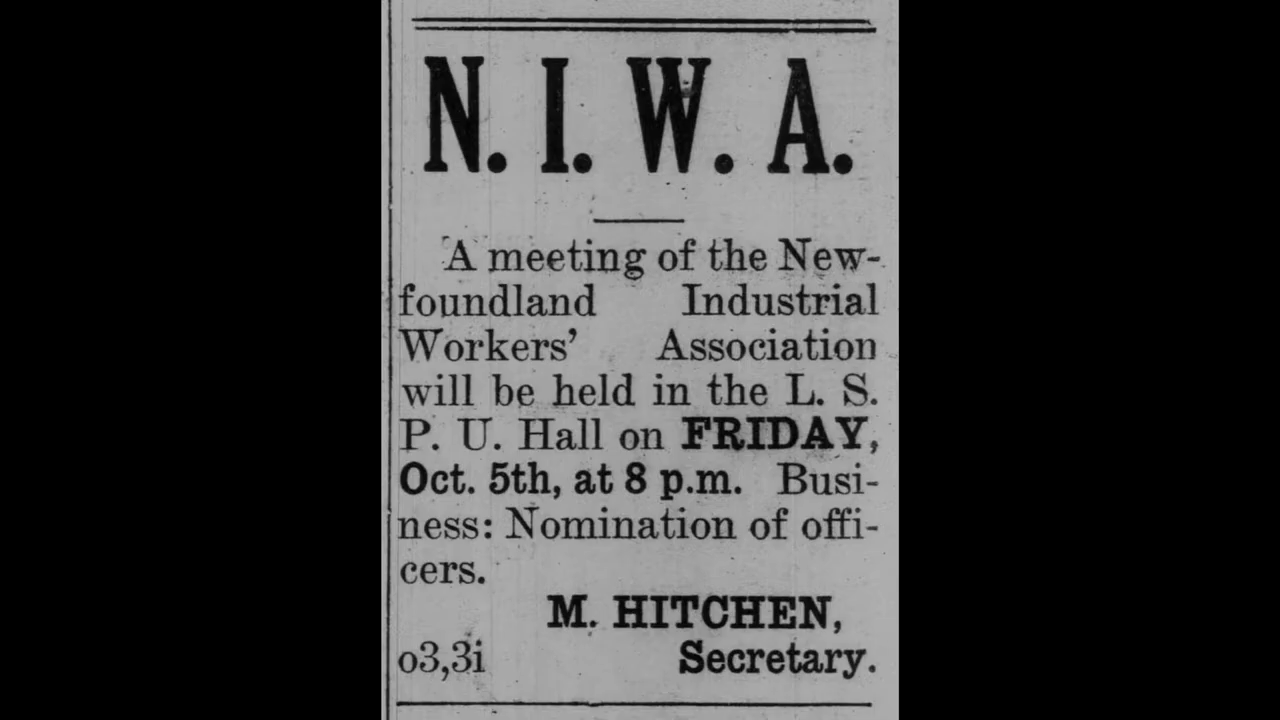 N. I. W. A.
A meeting of the New-
foundland Industrial
Workers' Association
will be held in the L. S.
P. U. Hall on FRIDAY,
Oct. 5th, at 8 p.m. Busi-
ness: Nomination of offi-
cers.
M. HITCHEN,
o3,3i Secretary.